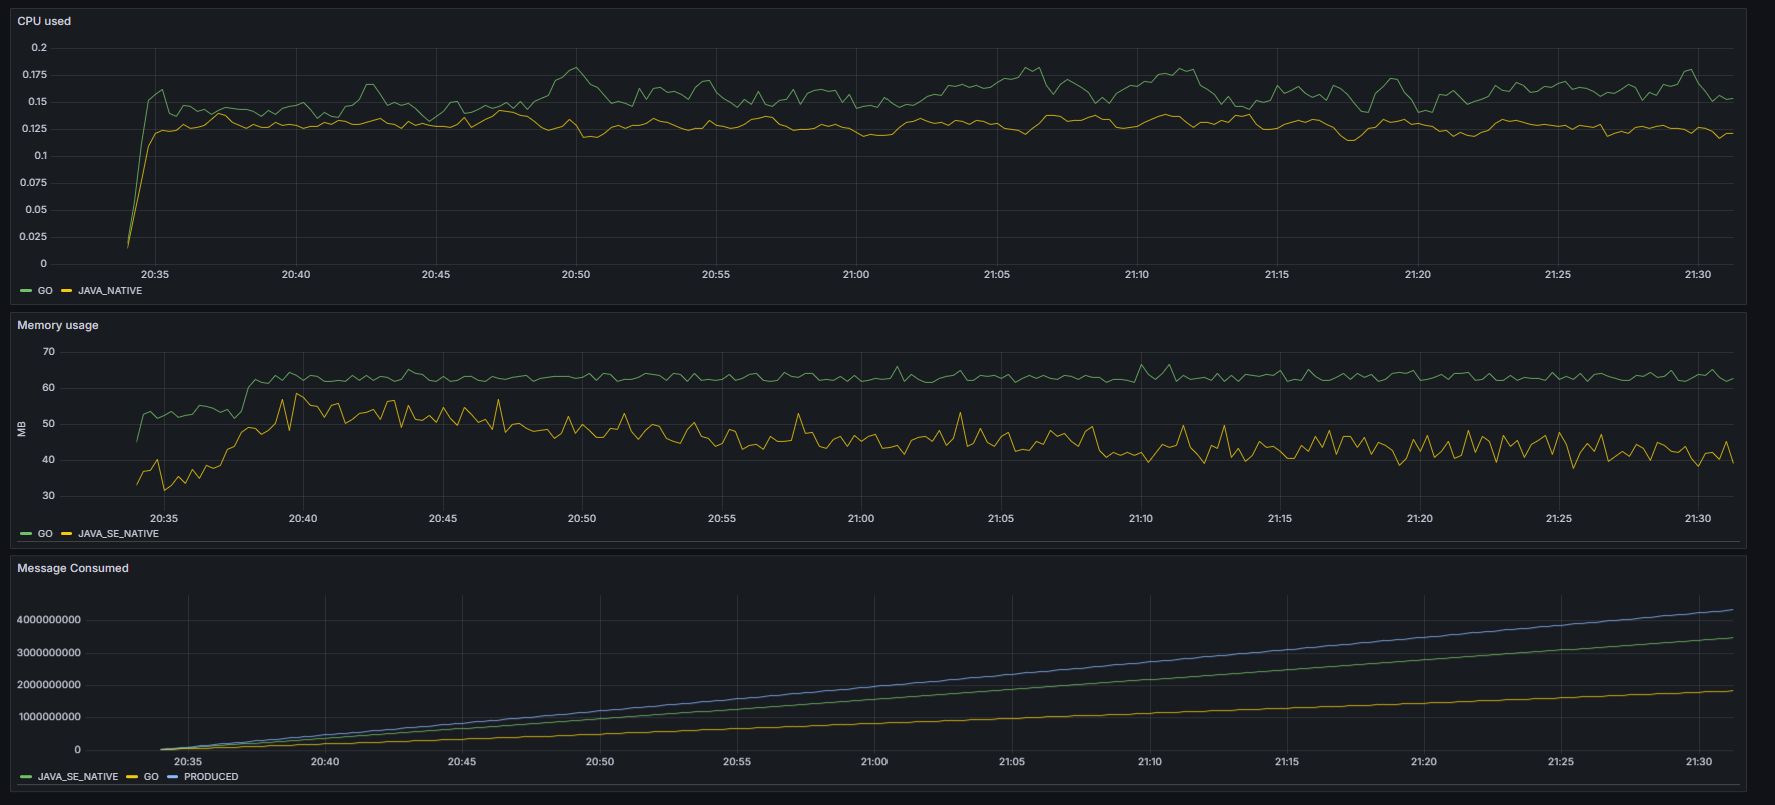 CPU used
0.2
0.175
0.15
0.125
0.1
0.075
0.05
0.025
0
20:35 20:40 20:45 20:50 20:55 21:00 21:05 21:10 21:15 21:20 21:25 21:30
GO JAVA_NATIVE
Memory usage
MB
70
60
50
40
30
20:35 20:40 20:45 20:50 20:55 21:00 21:05 21:10 21:15 21:20 21:25 21:30
GO JAVA_SE_NATIVE
Message Consumed
4000000000
3000000000
2000000000
1000000000
0
20:35 20:40 20:45 20:50 20:55 21:00 21:05 21:10 21:15 21:20 21:25 21:30
JAVA_SE_NATIVE GO PRODUCED